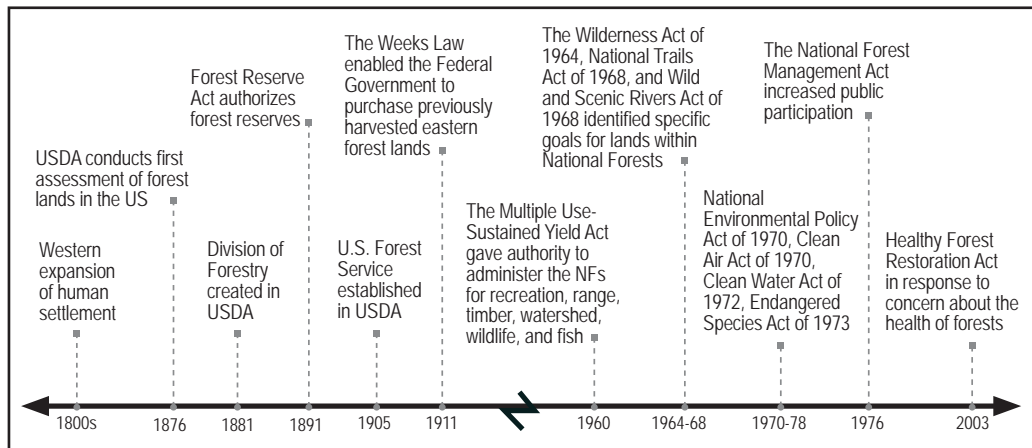 Western
expansion
of human
settlement
USDA conducts first
assessment of forest
lands in the US
Division of
Forestry
created in
USDA
Forest Reserve
Act authorizes
forest reserves
U.S. Forest
Service
established
in USDA
The Weeks Law
enabled the Federal
Government to
purchase previously
harvested eastern
forest lands
The Multiple Use-
Sustained Yield Act
gave authority to
administer the NFs
for recreation, range,
timber, watershed,
wildlife, and fish
The Wilderness Act of
1964, National Trails
Act of 1968, and Wild
and Scenic Rivers Act of
1968 identified specific
goals for lands within
National Forests
National
Environmental Policy
Act of 1970, Clean
Air Act of 1970,
Clean Water Act of
1972, Endangered
Species Act of 1973
The National Forest
Management Act
increased public
participation
Healthy Forest
Restoration Act
in response to
concern about the
health of forests
1800s 1876 1881 1891 1905 1911 1960 1964-68 1970-78 1976 2003